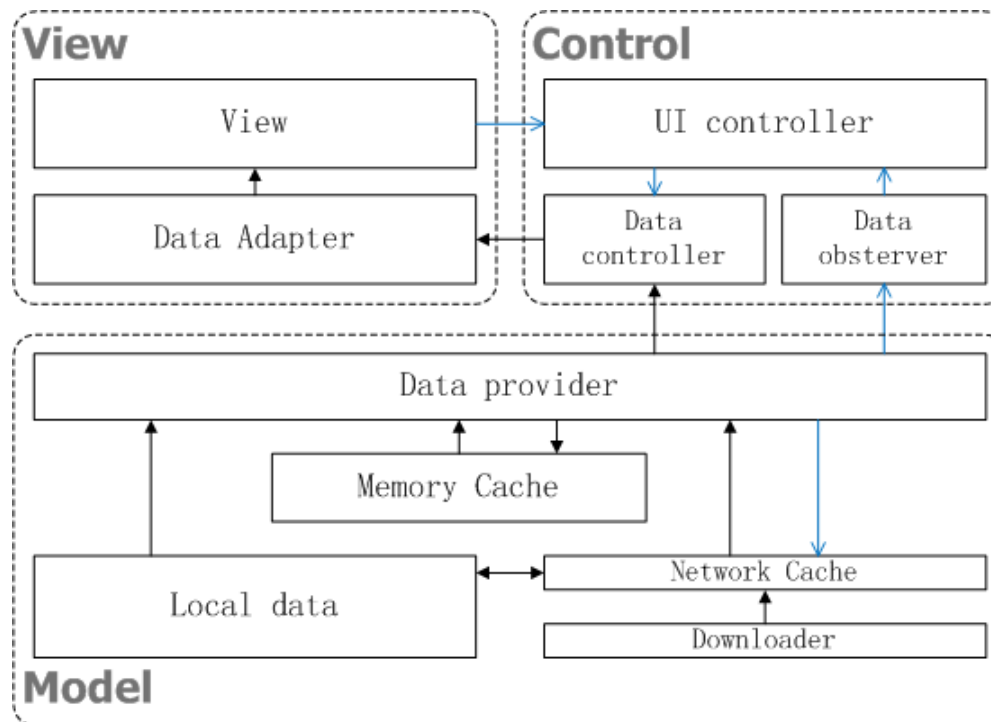 View
Control
View
UI controller
Data Adapter
Data
controller
Data
obsterver
Data provider
Memory Cache
Local data
Network Cache
Downloader
Model